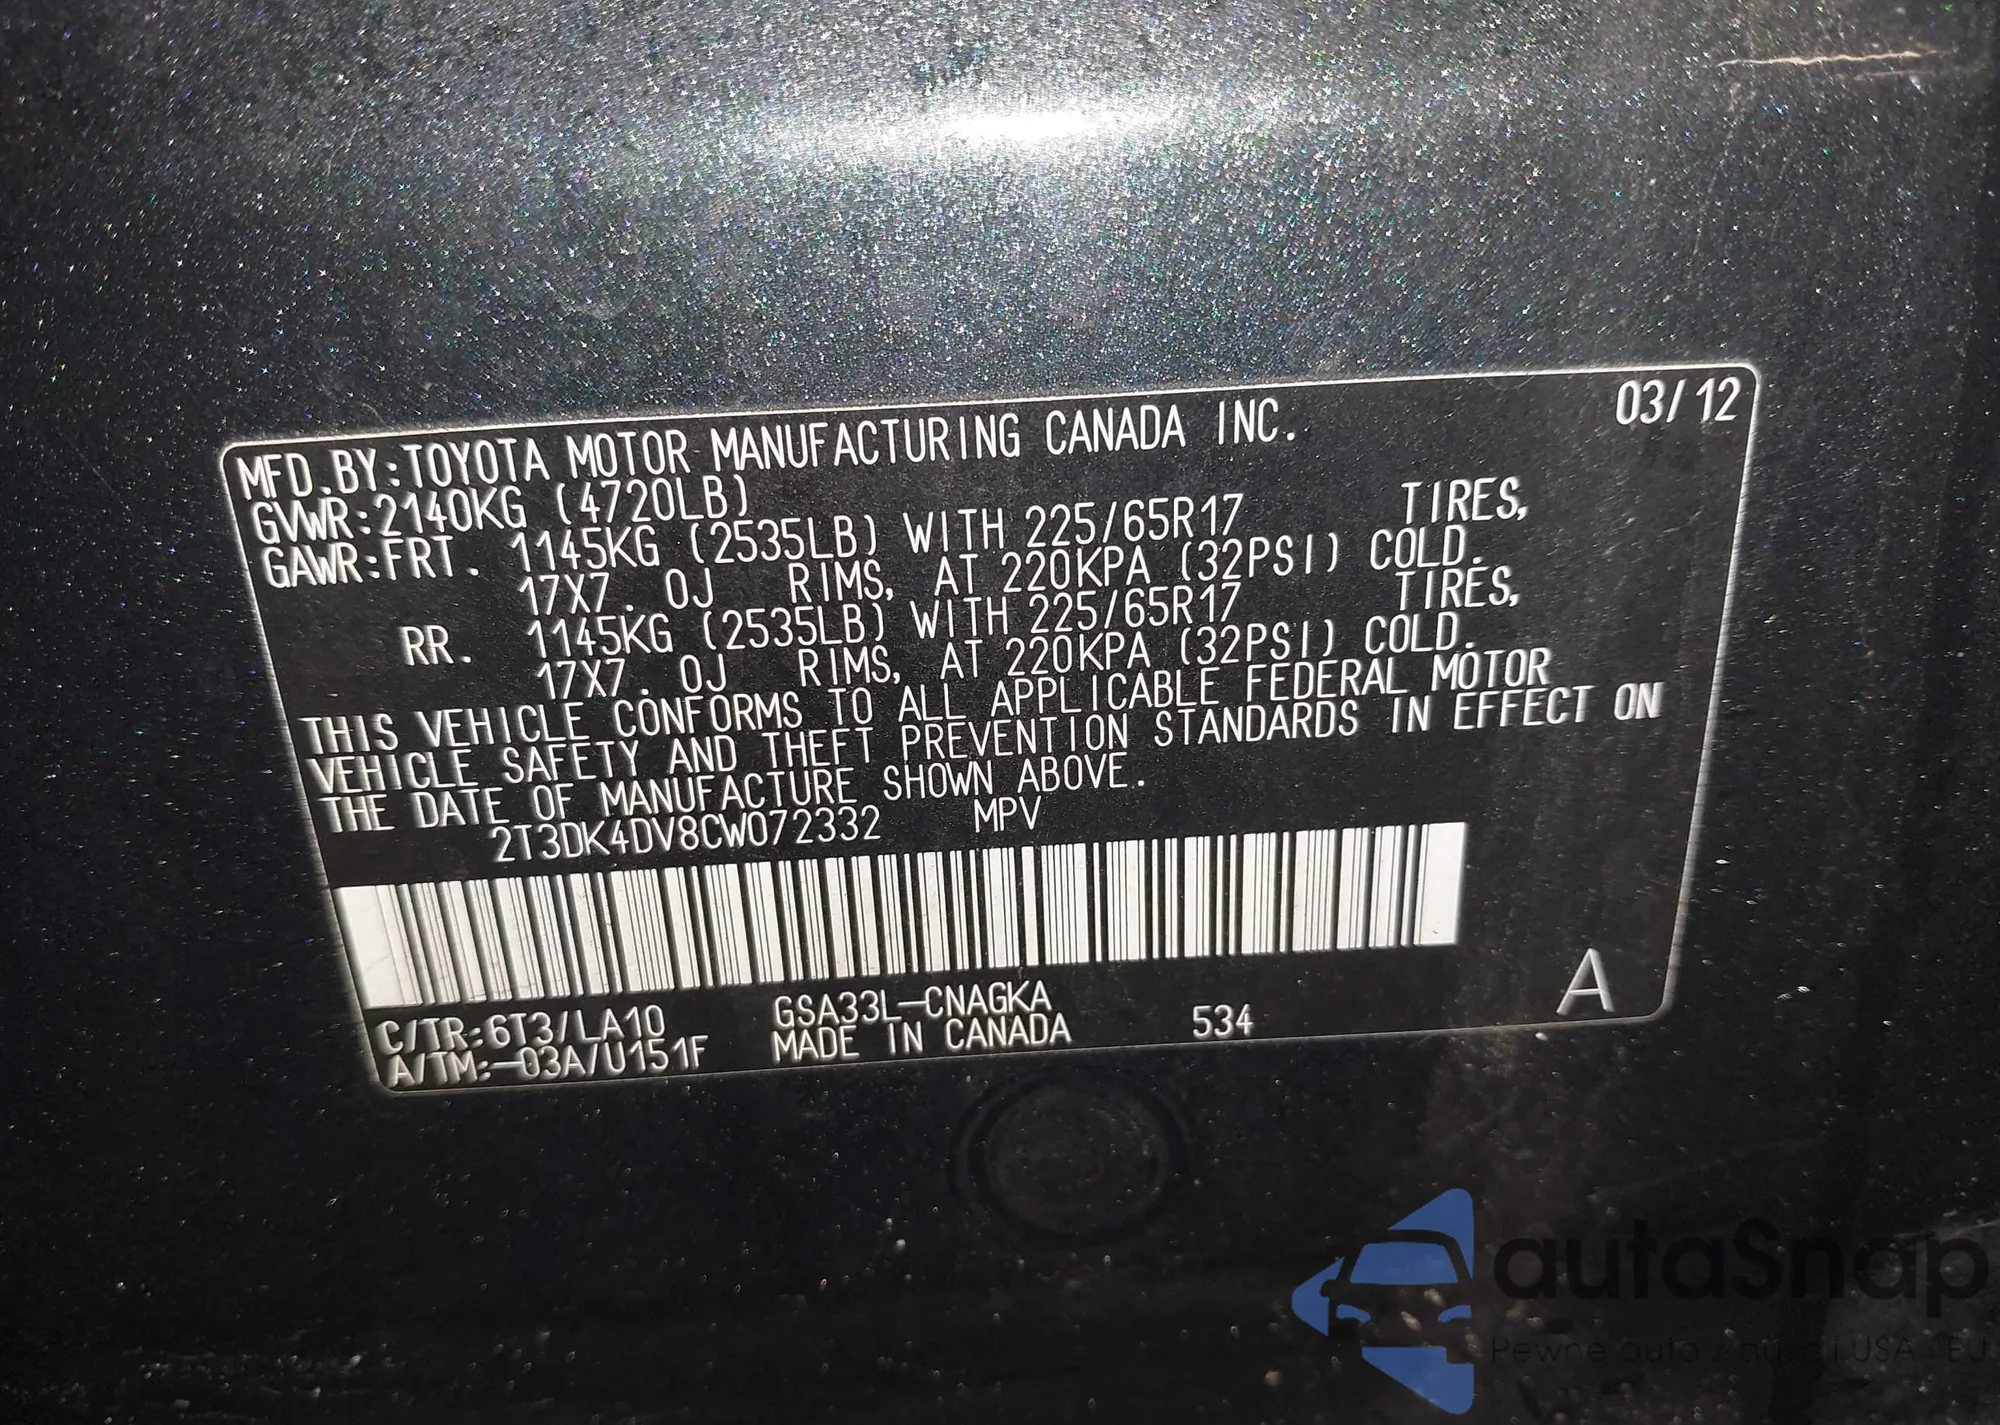 03/12
MFD.BY:TOYOTA MOTOR MANUFACTURING CANADA INC.
GVWR:2140KG (4720LB)
GAWR:FRT. 1145KG (2535LB) WITH 225/65R17 TIRES,
17X7.0J RIMS, AT 220KPA (32PSI) COLD.
RR. 1145KG (2535LB) WITH 225/65R17 TIRES,
17X7.0J RIMS, AT 220KPA (32PSI) COLD.
THIS VEHICLE CONFORMS TO ALL APPLICABLE FEDERAL MOTOR
VEHICLE SAFETY AND THEFT PREVENTION STANDARDS IN EFFECT ON
THE DATE OF MANUFACTURE SHOWN ABOVE.
2T3DK4DV8CW072332 MPV
A
C/TR:6T3/LA10 GSA33L-CNAGKA
A/TM:-03A/U151F MADE IN CANADA 534
autaSnap
Pewne auta z USA i EU